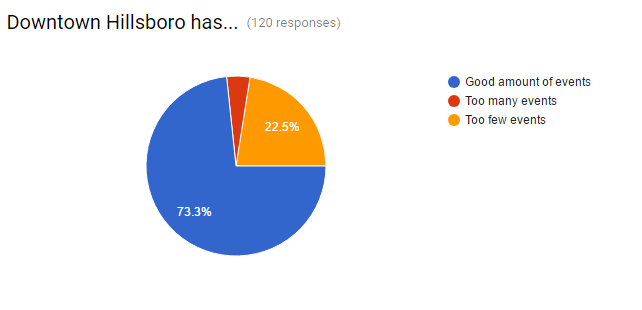 Downtown Hillsboro has... (120 responses)
Good amount of events
Too many events
Too few events
22.5%
73.3%